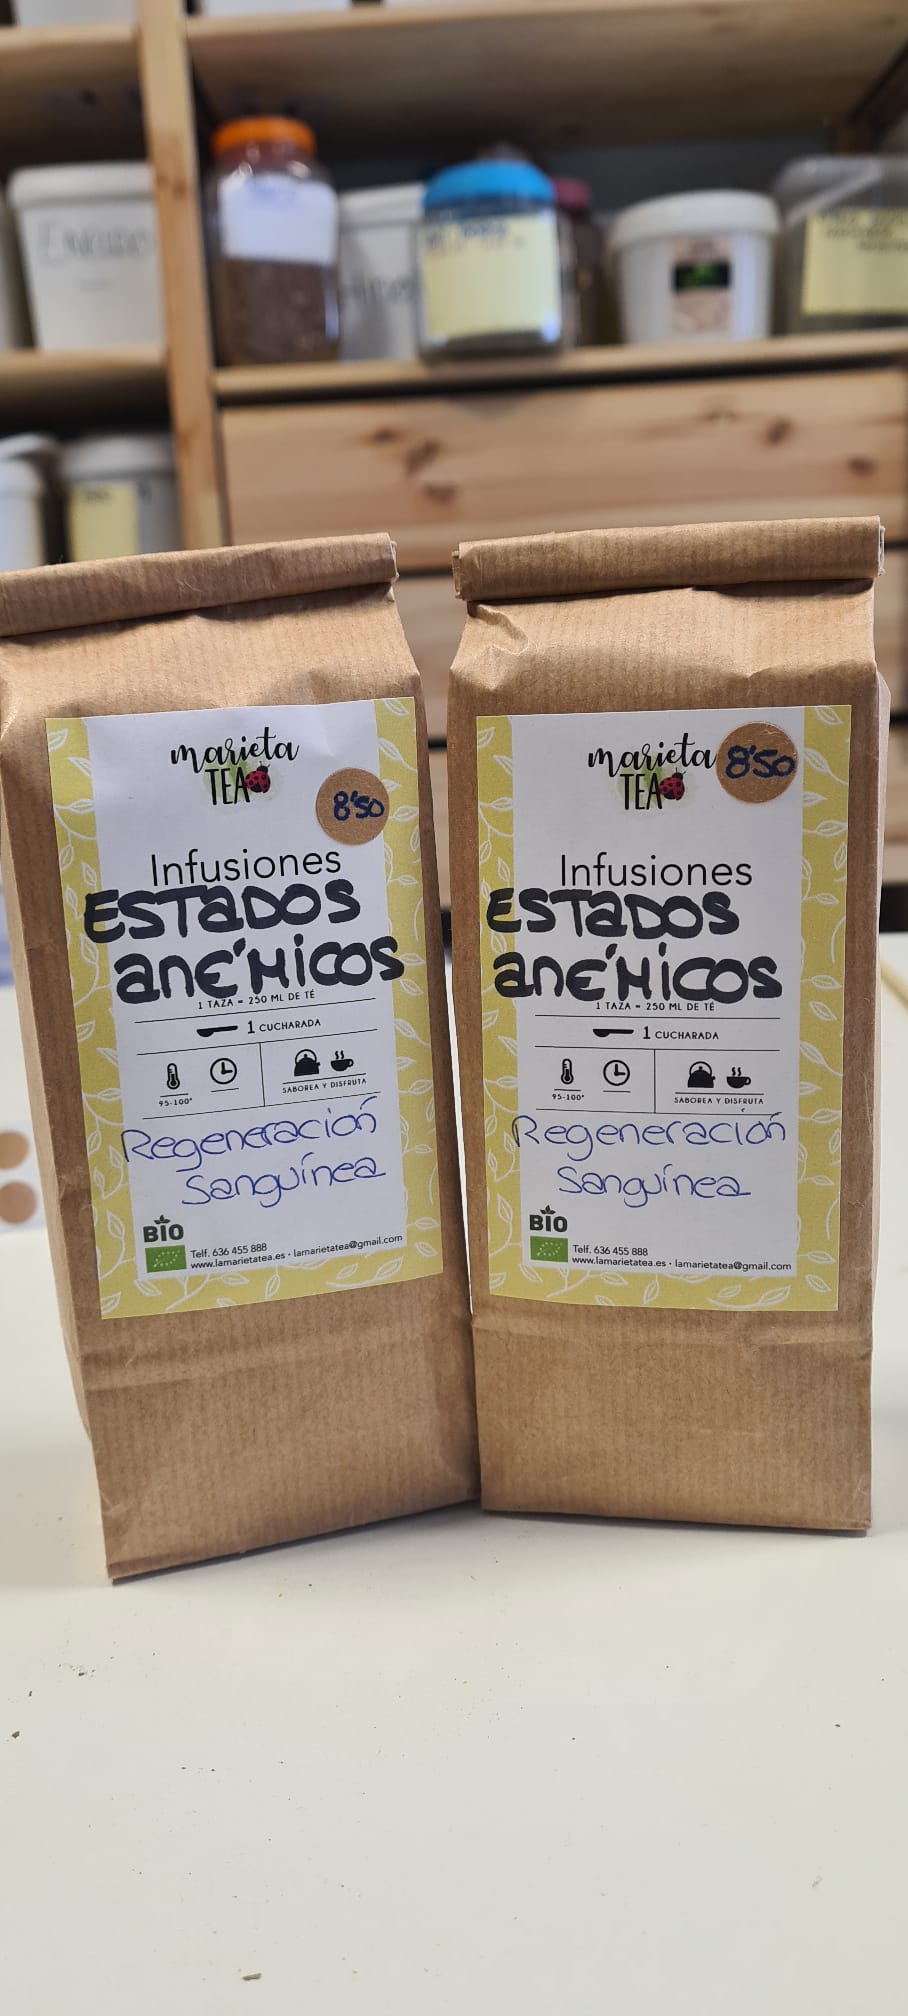 marieta
TEA
8'50
Infusiones
ESTADOS
ANÉMICOS
1 TAZA = 250 ML DE TÉ
1 CUCHARADA
95-100°
SABOREA Y DISFRUTA
Regeneración
Sanguínea
BIO
Telf. 636 455 888
www.lamarietatea.es · lamarietatea@gmail.com
marieta
TEA
8'50
Infusiones
ESTADOS
ANÉMICOS
1 TAZA = 250 ML DE TÉ
1 CUCHARADA
95-100°
SABOREA Y DISFRUTA
Regeneración
Sanguínea
BIO
Telf. 636 455 888
www.lamarietatea.es · lamarietatea@gmail.com